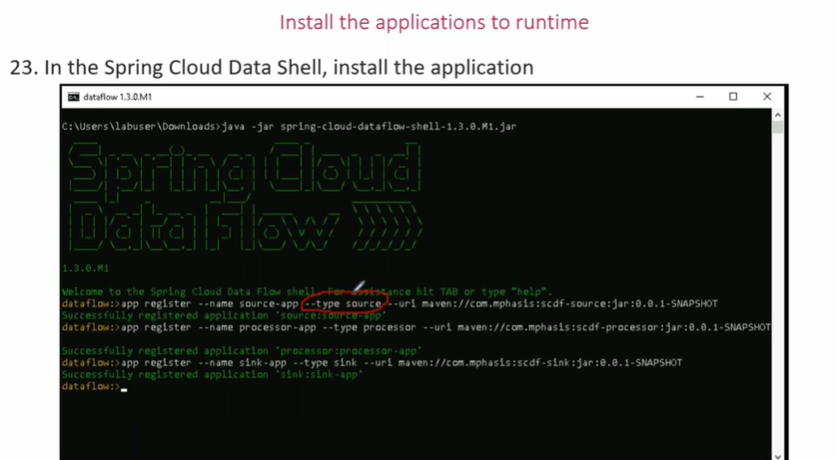 Install the applications to runtime
23. In the Spring Cloud Data Shell, install the application
dataflow 1.3.0.M1
C:\Users\labuser\Downloads>java -jar spring-cloud-dataflow-shell-1.3.0.M1.jar
Spring Cloud
Data Flow
1.3.0.M1
Welcome to the Spring Cloud Data Flow shell. For assistance hit TAB or type "help".
dataflow:>app register --name source-app --type source --uri maven://com.mphasis:scdf-source:jar:0.0.1-SNAPSHOT
Successfully registered application 'source:source-app'
dataflow:>app register --name processor-app --type processor --uri maven://com.mphasis:scdf-processor:jar:0.0.1-SNAPSHOT
Successfully registered application 'processor:processor-app'
dataflow:>app register --name sink-app --type sink --uri maven://com.mphasis:scdf-sink:jar:0.0.1-SNAPSHOT
Successfully registered application 'sink:sink-app'
dataflow:>